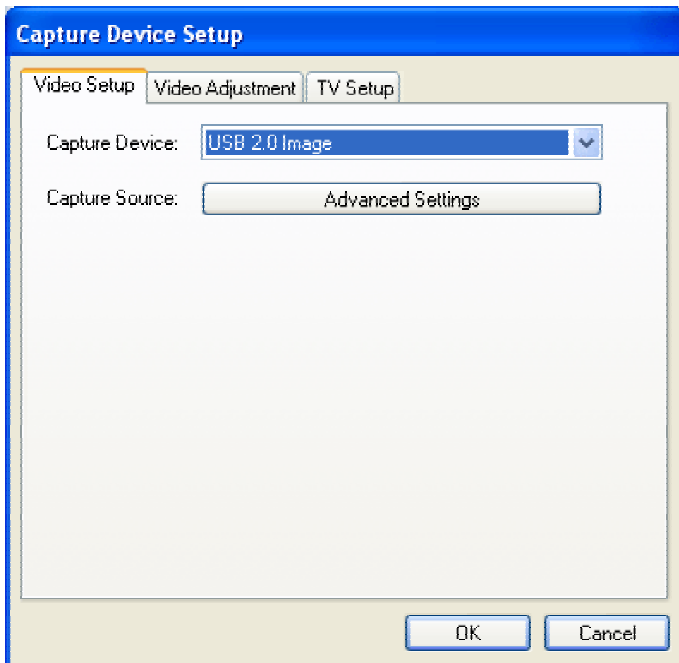 Capture Device Setup
Video Setup Video Adjustment TV Setup
Capture Device: USB 2.0 Image
Capture Source: Advanced Settings
OK Cancel